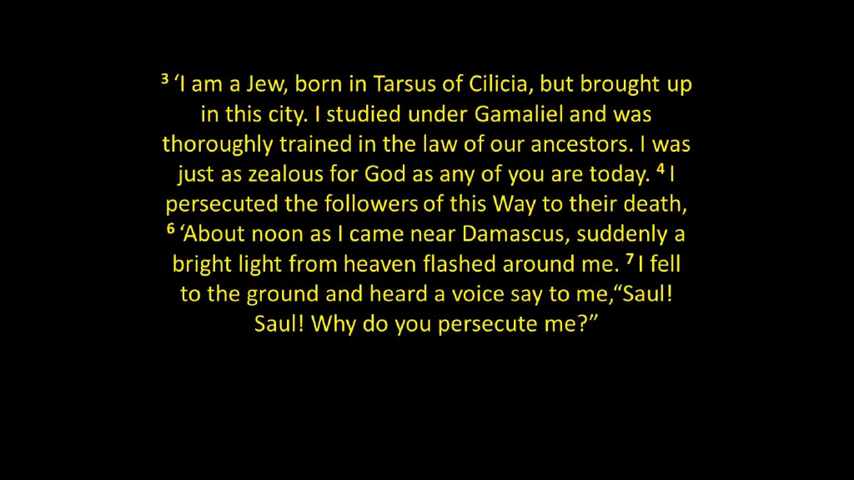 ³ ‘I am a Jew, born in Tarsus of Cilicia, but brought up
in this city. I studied under Gamaliel and was
thoroughly trained in the law of our ancestors. I was
just as zealous for God as any of you are today. ⁴ I
persecuted the followers of this Way to their death,
⁶ ‘About noon as I came near Damascus, suddenly a
bright light from heaven flashed around me. ⁷ I fell
to the ground and heard a voice say to me,“Saul!
Saul! Why do you persecute me?”